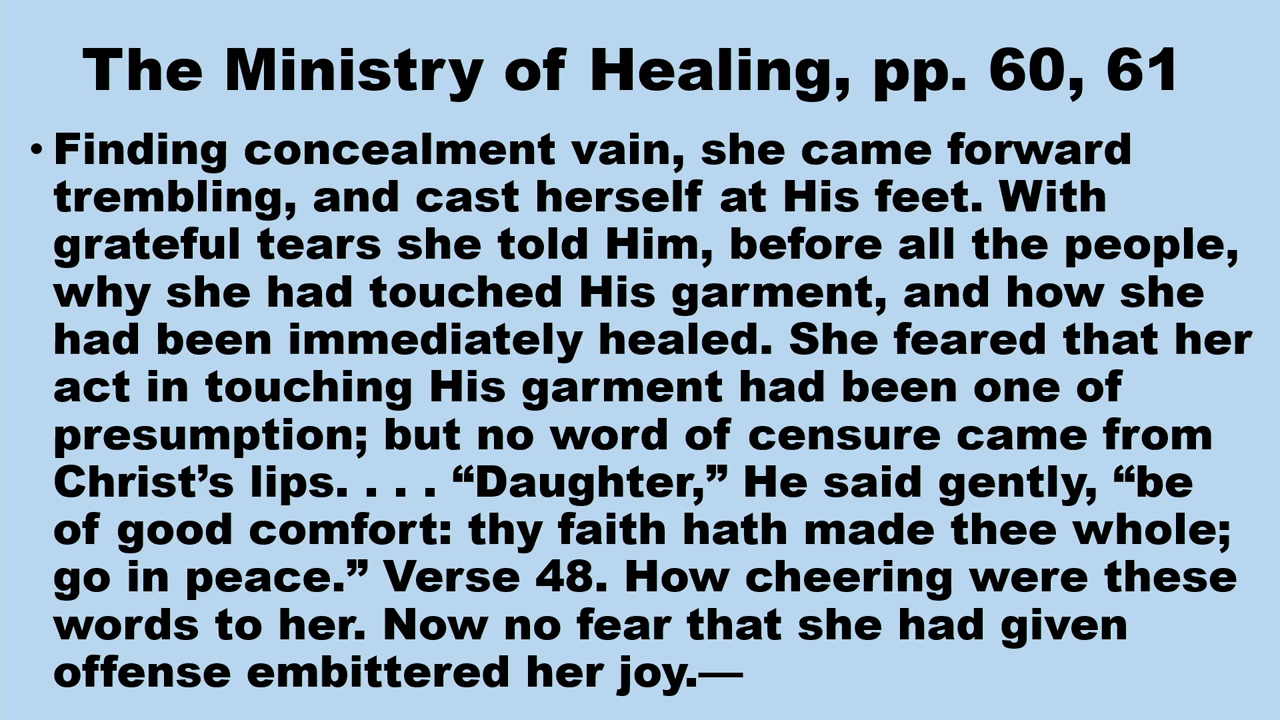 The Ministry of Healing, pp. 60, 61
• Finding concealment vain, she came forward
trembling, and cast herself at His feet. With
grateful tears she told Him, before all the people,
why she had touched His garment, and how she
had been immediately healed. She feared that her
act in touching His garment had been one of
presumption; but no word of censure came from
Christ’s lips. . . . “Daughter,” He said gently, “be
of good comfort: thy faith hath made thee whole;
go in peace.” Verse 48. How cheering were these
words to her. Now no fear that she had given
offense embittered her joy.—